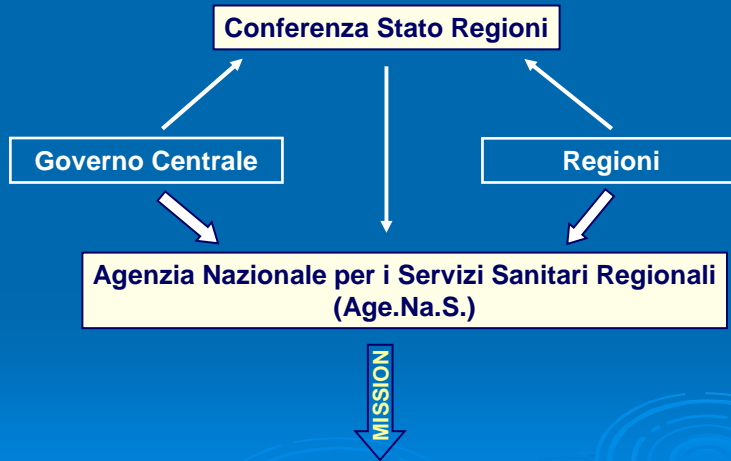 Conferenza Stato Regioni
Governo Centrale
Regioni
Agenzia Nazionale per i Servizi Sanitari Regionali
(Age.Na.S.)
MISSION